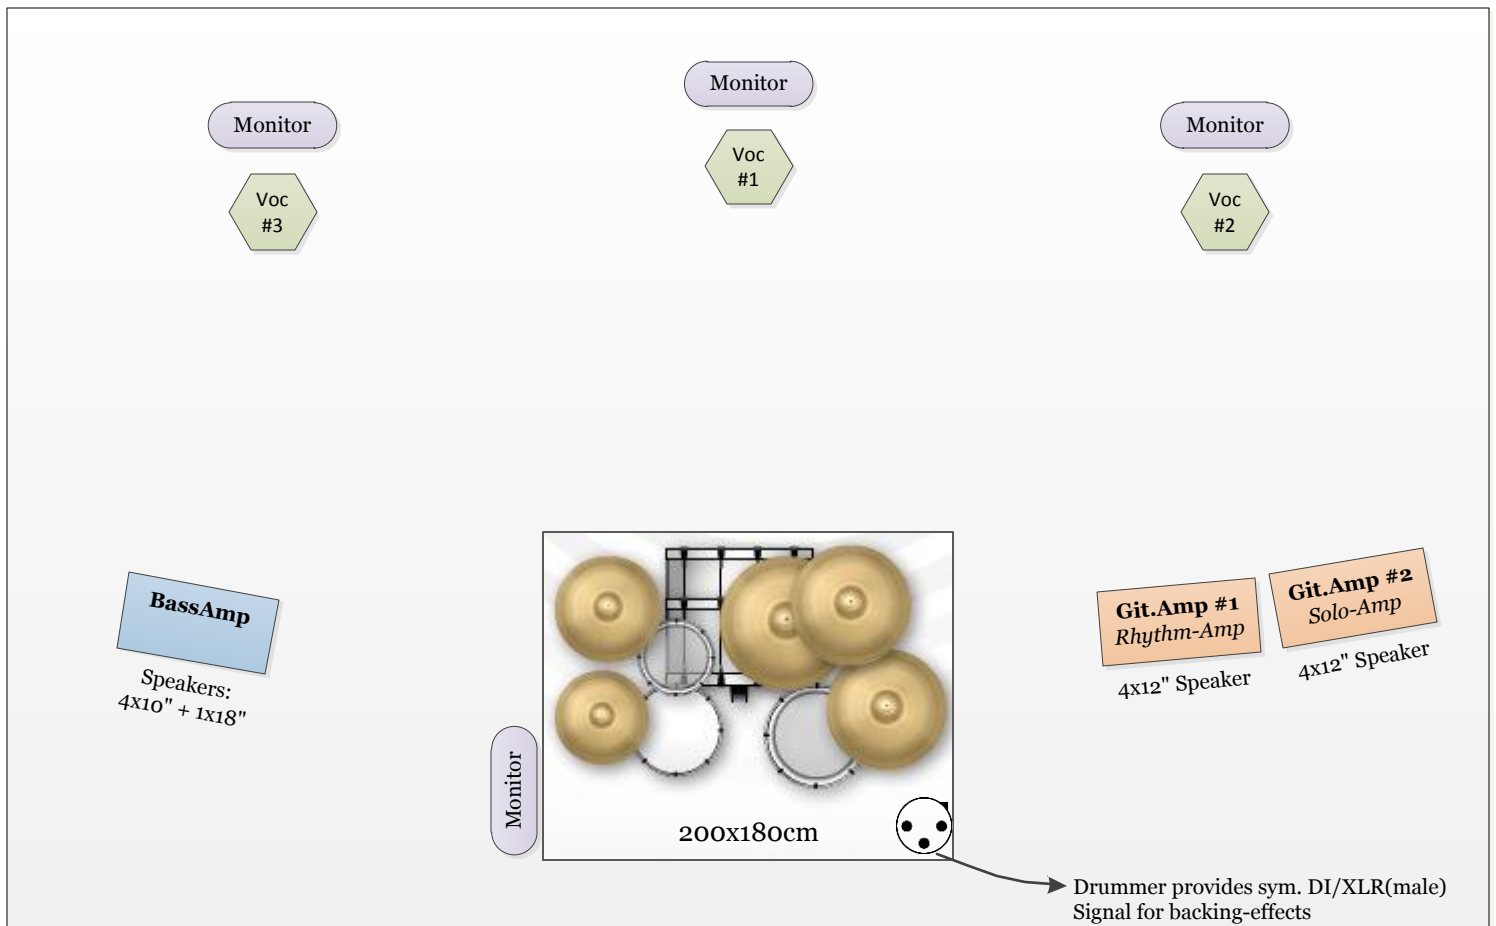 Monitor
Monitor
Monitor
Voc
#1
Voc
#3
Voc
#2
BassAmp
Speakers:
4x10" + 1x18"
Git.Amp #1
Rhythm-Amp
4x12" Speaker
Git.Amp #2
Solo-Amp
4x12" Speaker
Monitor
200x180cm
Drummer provides sym. DI/XLR(male)
Signal for backing-effects